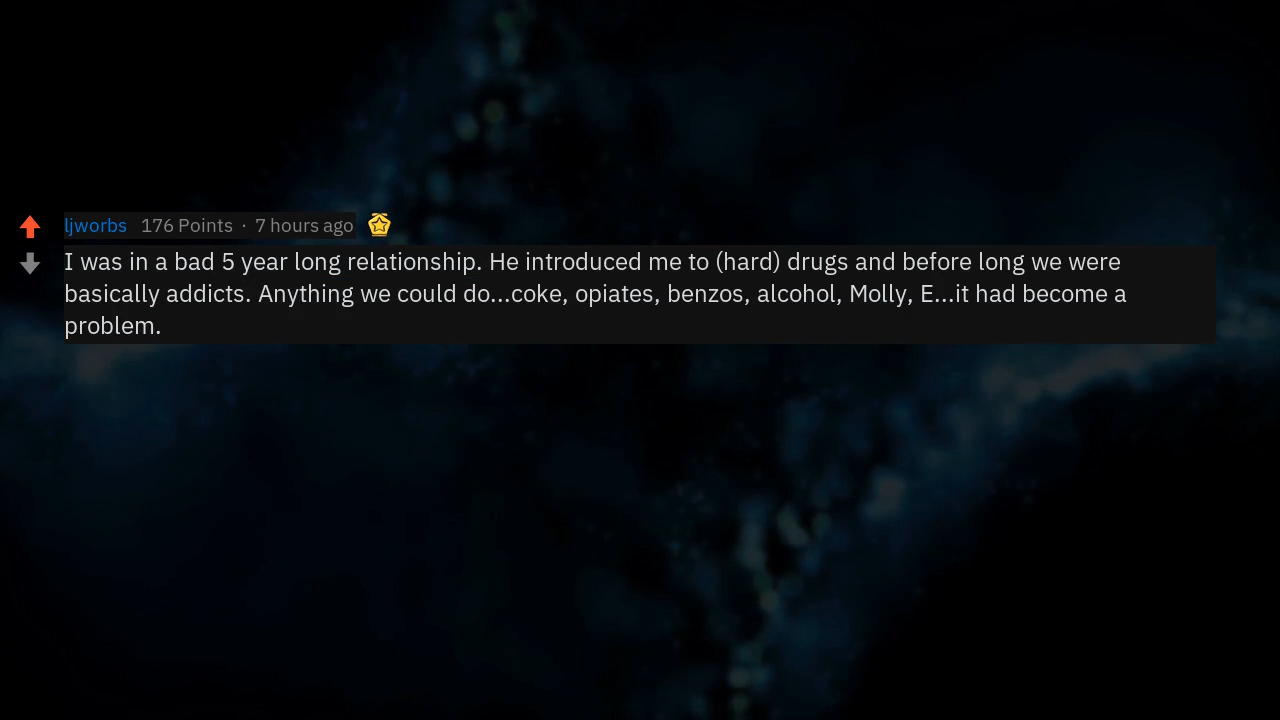 ljworbs 176 Points · 7 hours ago
I was in a bad 5 year long relationship. He introduced me to (hard) drugs and before long we were
basically addicts. Anything we could do...coke, opiates, benzos, alcohol, Molly, E...it had become a
problem.